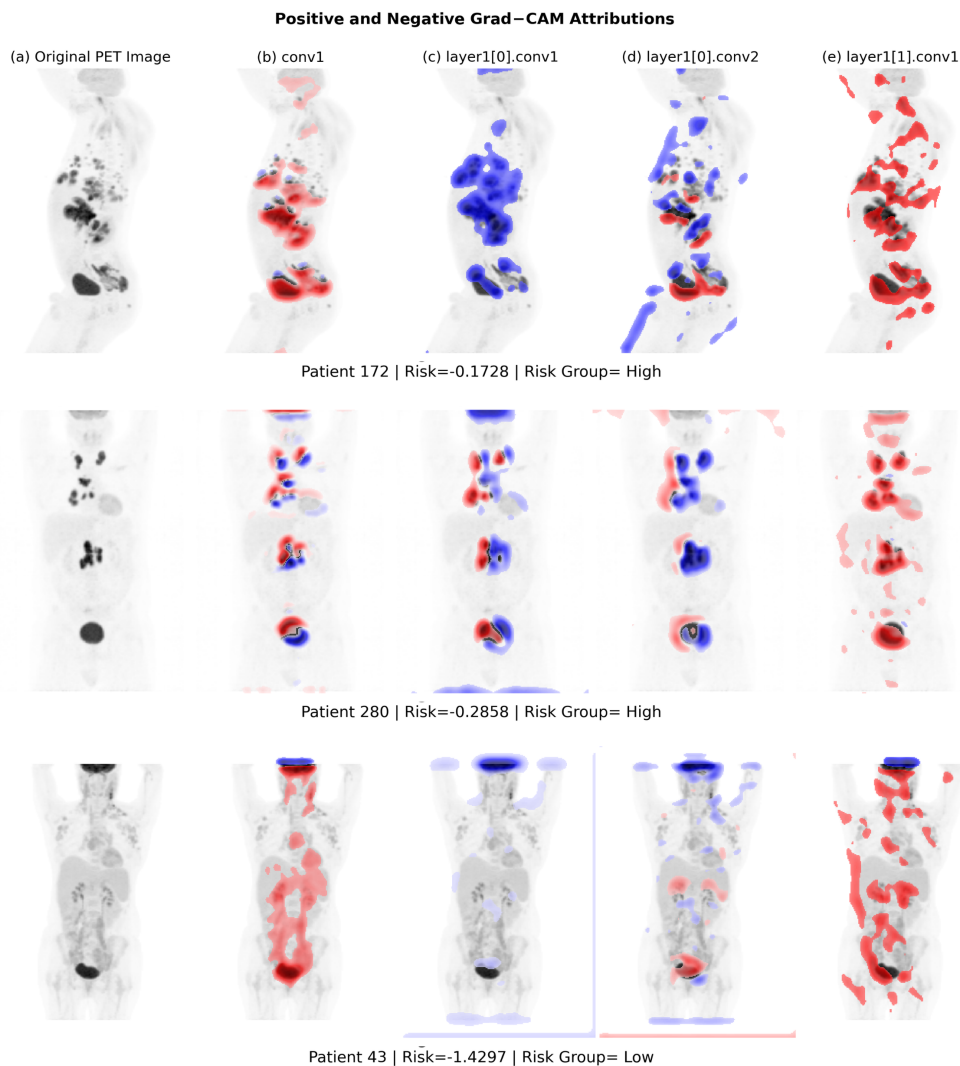 Positive and Negative Grad−CAM Attributions
(a) Original PET Image (b) conv1 (c) layer1[0].conv1 (d) layer1[0].conv2 (e) layer1[1].conv1
Patient 172 | Risk=-0.1728 | Risk Group= High
Patient 280 | Risk=-0.2858 | Risk Group= High
Patient 43 | Risk=-1.4297 | Risk Group= Low